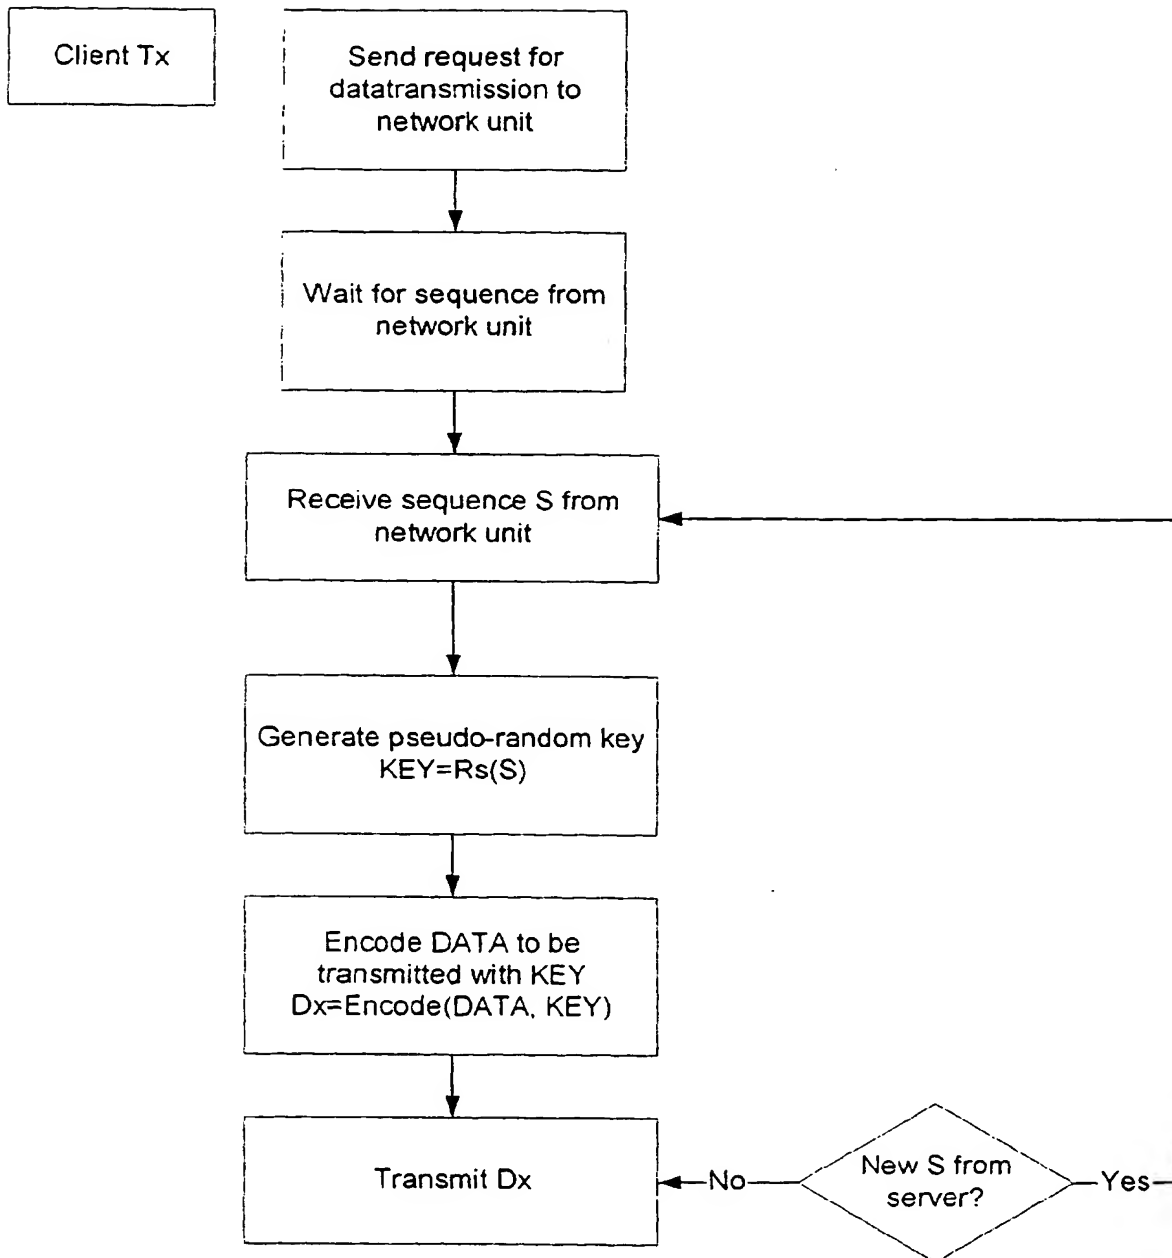 Client Tx
Send request for
datatransmission to
network unit
Wait for sequence from
network unit
Receive sequence S from
network unit
Generate pseudo-random key
KEY=Rs(S)
Encode DATA to be
transmitted with KEY
Dx=Encode(DATA, KEY)
Transmit Dx
No
New S from
server?
Yes